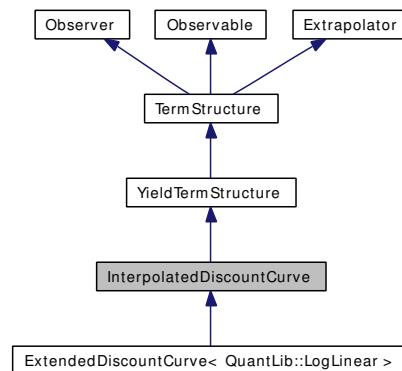 Observer Observable Extrapolator
TermStructure
YieldTermStructure
InterpolatedDiscountCurve
ExtendedDiscountCurve< QuantLib::LogLinear >